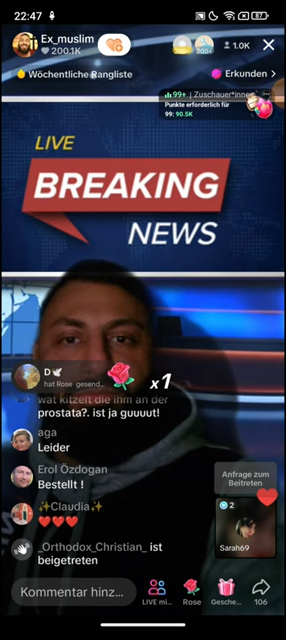 22:47
87
Ex_muslim
200.1K
300+
1.0K
Wöchentliche Rangliste
Erkunden >
99+ | Zuschauer*innen
Punkte erforderlich für
99: 90.5K
LIVE
BREAKING
NEWS
D🕊
hat Rose gesend...
x1
wat kitzelt die ihm an der
prostata?. ist ja guuuut!
aga
Leider
Erol Özdogan
Bestellt !
✨Claudia✨
❤❤❤
_Orthodox_Christian_ ist
beigetreten
Anfrage zum
Beitreten
2
Sarah69
Kommentar hinz...
LIVE mi...
Rose
Gesche...
106